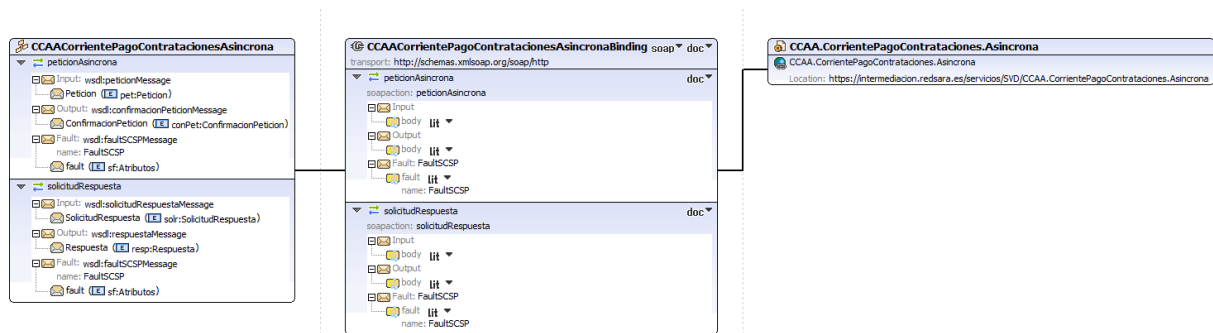 CCAACorrientePagoContratacionesAsincrona
peticionAsincrona
Input: wsdl:peticionMessage
Peticion (E pet:Peticion)
Output: wsdl:confirmacionPeticionMessage
ConfirmacionPeticion (E conPet:ConfirmacionPeticion)
Fault: wsdl:faultSCSPMessage
name: FaultSCSP
fault (E sf:Atributos)
solicitudRespuesta
Input: wsdl:solicitudRespuestaMessage
SolicitudRespuesta (E solr:SolicitudRespuesta)
Output: wsdl:respuestaMessage
Respuesta (E resp:Respuesta)
Fault: wsdl:faultSCSPMessage
name: FaultSCSP
fault (E sf:Atributos)
CCAACorrientePagoContratacionesAsincronaBinding soap doc
transport: http://schemas.xmlsoap.org/soap/http
peticionAsincrona doc
soapaction: peticionAsincrona
Input
body lit
Output
body lit
Fault: FaultSCSP
fault lit
name: FaultSCSP
solicitudRespuesta doc
soapaction: solicitudRespuesta
Input
body lit
Output
body lit
Fault: FaultSCSP
fault lit
name: FaultSCSP
CCAA.CorrientePagoContrataciones.Asincrona
CCAA.CorrientePagoContrataciones.Asincrona
Location: https://intermediacion.redsara.es/servicios/SVD/CCAA.CorrientePagoContrataciones.Asincrona